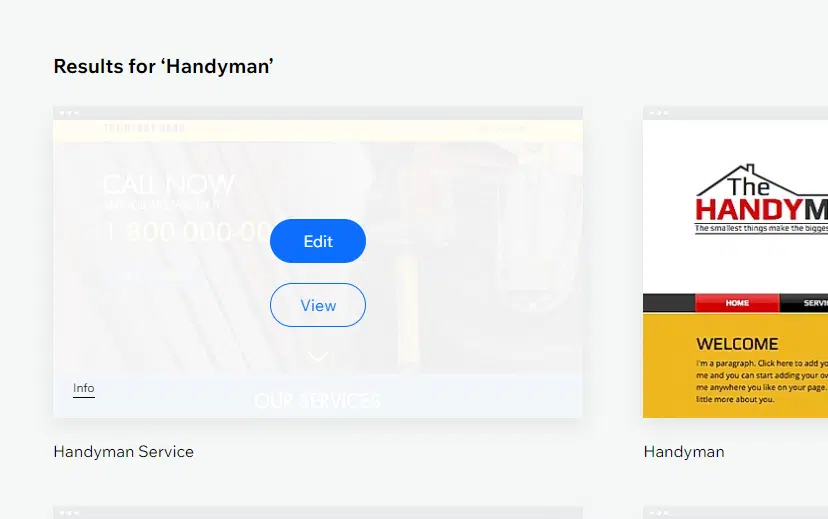 Results for ‘Handyman’
CALL NOW
1 800 000-00
Edit
View
Info
OUR SERVICES
Handyman Service
The
HANDYM
The smallest things make the bigges
HOME
SERVI
WELCOME
I'm a paragraph. Click here to add yo
me and you can start adding your ov
me anywhere you like on your page.
little more about you.
Handyman